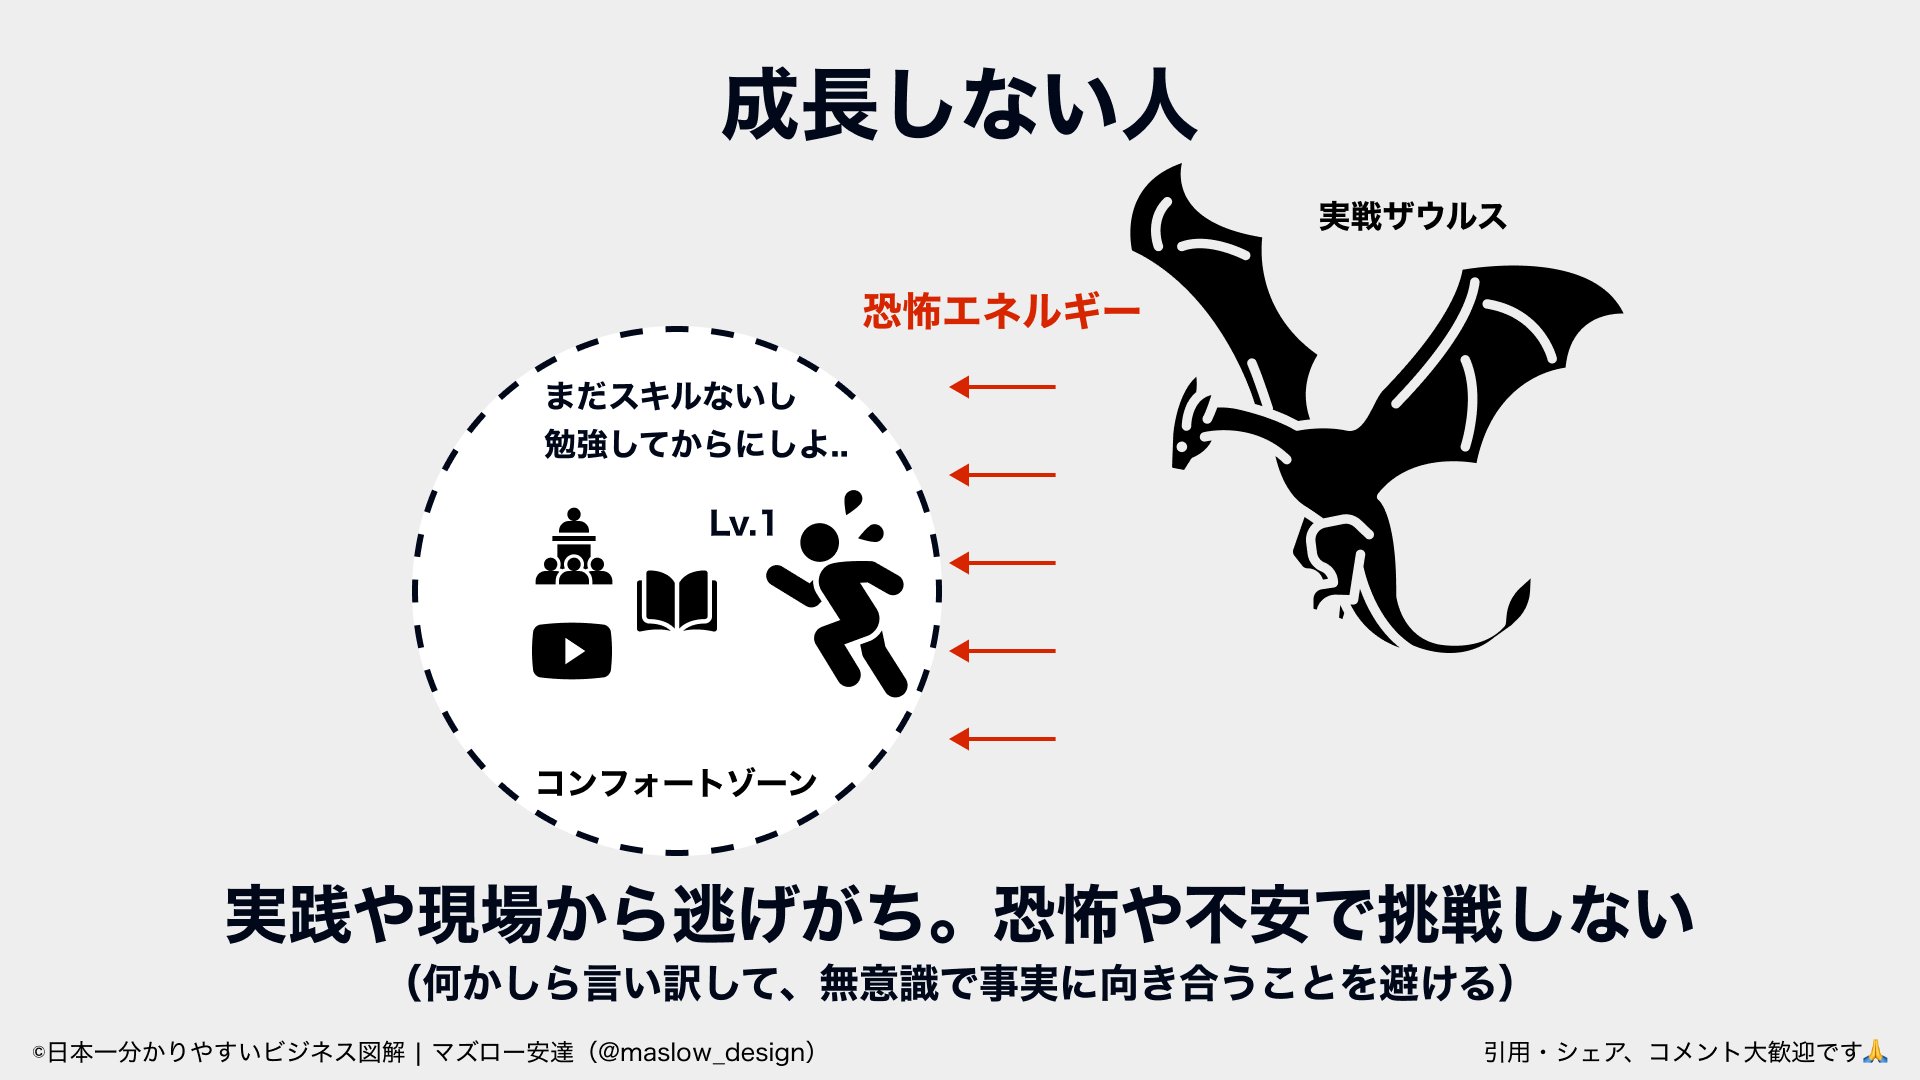 成長しない人
実戦ザウルス
恐怖エネルギー
まだスキルないし
勉強してからにしよ..
Lv.1
コンフォートゾーン
実践や現場から逃げがち。恐怖や不安で挑戦しない
（何かしら言い訳して、無意識で事実に向き合うことを避ける）
©日本一分かりやすいビジネス図解 | マズロー安達（@maslow_design）
引用・シェア、コメント大歓迎です🙏